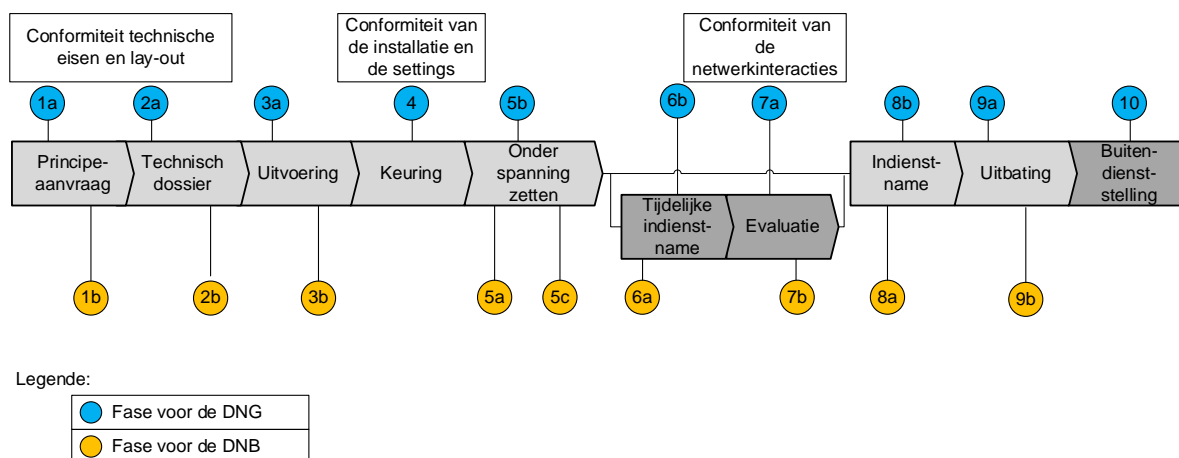 Conformiteit technische
eisen en lay-out
Conformiteit van
de installatie en
de settings
Conformiteit van
de
netwerkinteracties
1a
2a
3a
4
5b
6b
7a
8b
9a
10
Principe-
aanvraag
Technisch
dossier
Uitvoering
Keuring
Onder
spanning
zetten
Tijdelijke
indienst-
name
Evaluatie
Indienst-
name
Uitbating
Buiten-
dienst-
stelling
1b
2b
3b
5a
5c
6a
7b
8a
9b
Legende:
Fase voor de DNG
Fase voor de DNB